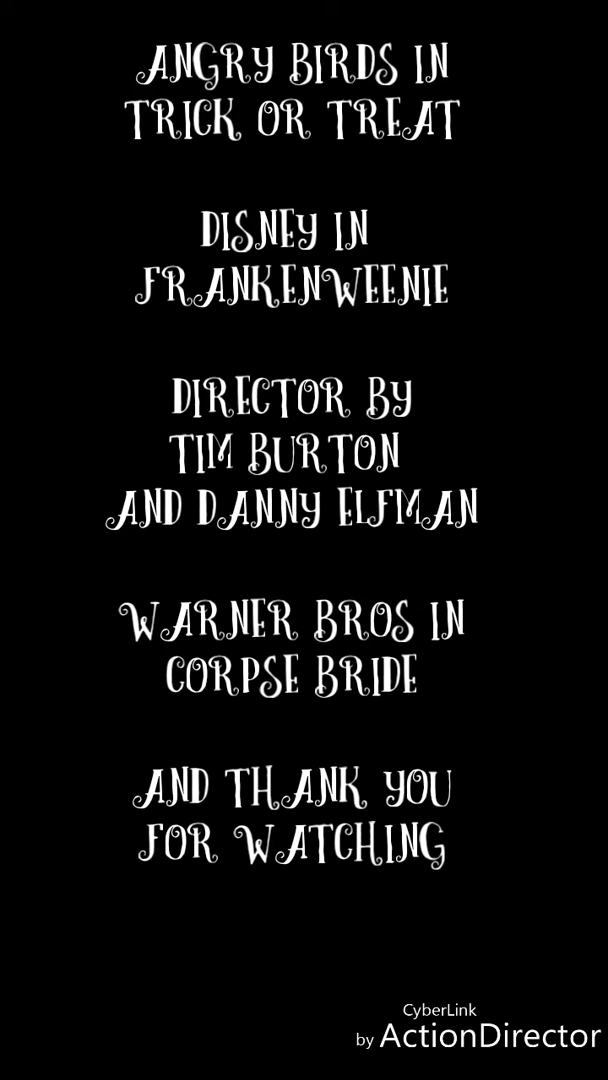 ANGRY BIRDS IN
TRICK OR TREAT
DISNEY IN
FRANKENWEENIE
DIRECTOR BY
TIM BURTON
AND DANNY ELFMAN
WARNER BROS IN
CORPSE BRIDE
AND THANK YOU
FOR WATCHING
CyberLink
by ActionDirector